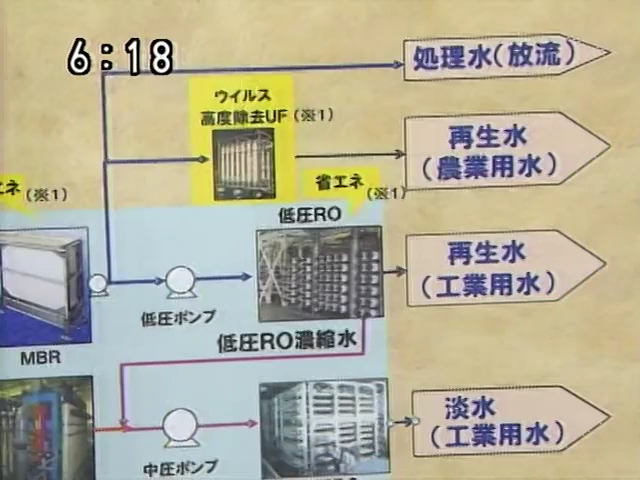 6:18
処理水(放流)
ウイルス
高度除去UF(※1)
再生水
(農業用水)
エネ(※1)
省エネ(※1)
低圧RO
再生水
(工業用水)
低圧ポンプ
低圧RO濃縮水
MBR
淡水
(工業用水)
中圧ポンプ